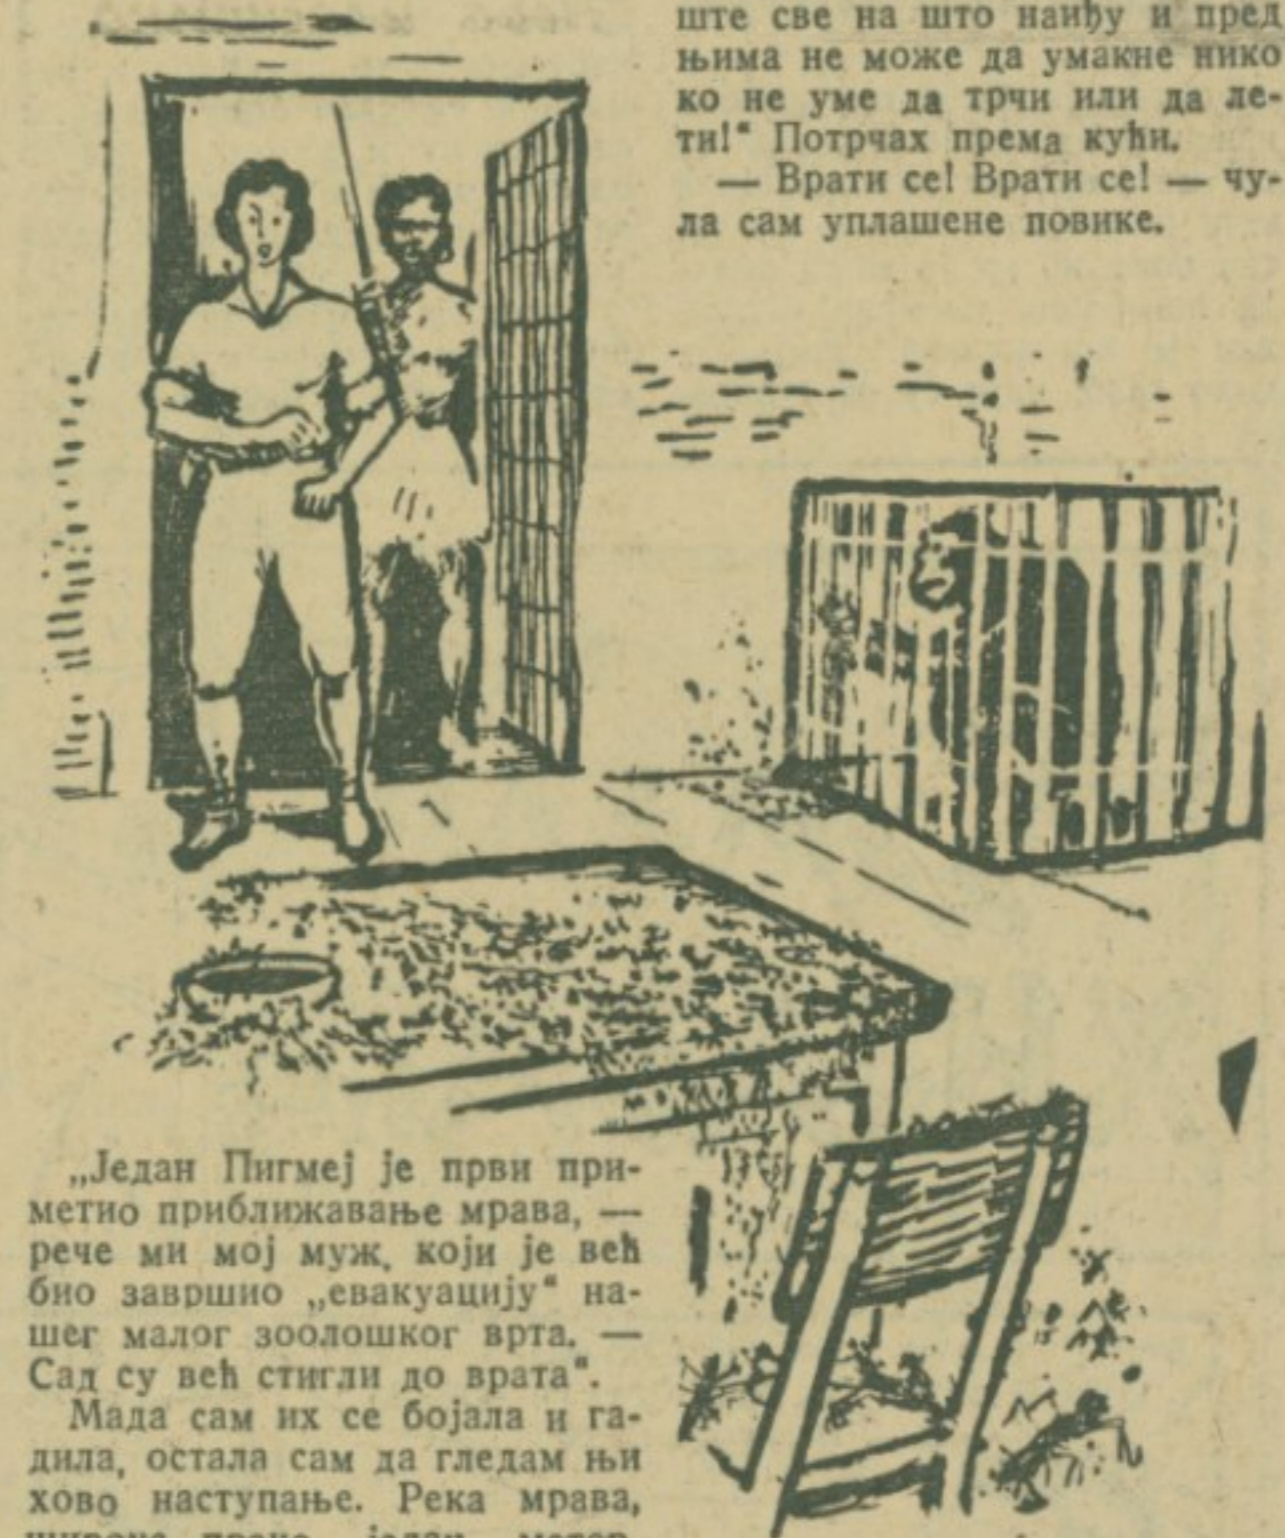 ште све на што наиђу и пред
њима не може да умакне нико
ко не уме да трчи или да ле-
ти!“ Потрчах према кући.
— Врати се! Врати се! — чу-
ла сам уплашене повике.
„Један Пигмеј је први при-
метио приближавање мрава, —
рече ми мој муж, који је већ
био завршио „евакуацију“ на-
шег малог зоолошког врта. —
Сад су већ стигли до врата“.
Мада сам их се бојала и га-
дила, остала сам да гледам њи
хово наступање. Река мрава,
један метар